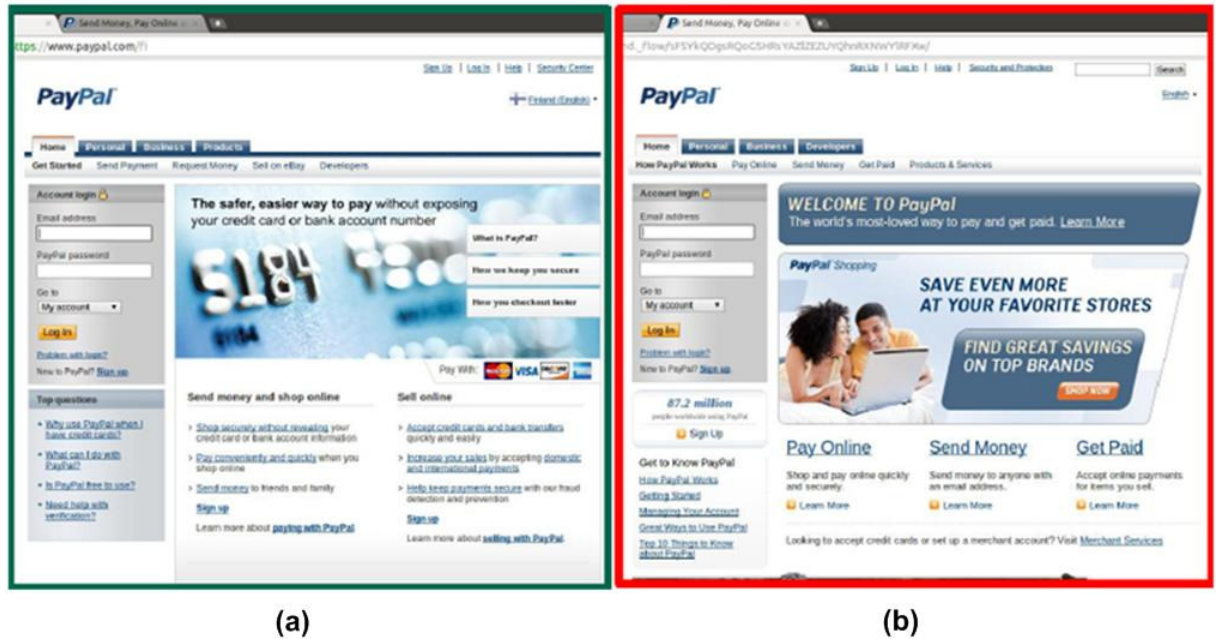 Send Money, Pay Online
ttps://www.paypal.com/fi
Sign Up | Log In | Help | Security Center
PayPal
Finland (English)
Home Personal Business Products
Get Started Send Payment Request Money Sell on eBay Developers
Account login
Email address
PayPal password
Go to
My account
Log In
Problem with login?
New to PayPal? Sign up.
Top questions
Why use PayPal when I
have credit cards?
What can I do with
PayPal?
Is PayPal free to use?
Need help with
verification?
The safer, easier way to pay without exposing
your credit card or bank account number
5184
What is PayPal?
How we keep you secure
How you checkout faster
Pay With: VISA
Send money and shop online
Shop securely without revealing your
credit card or bank account information
Pay conveniently and quickly when you
shop online
Send money to friends and family
Sign up
Learn more about paying with PayPal.
Sell online
Accept credit cards and bank transfers
quickly and easily
Increase your sales by accepting domestic
and international payments.
Help keep payments secure with our fraud
detection and prevention
Sign up
Learn more about selling with PayPal.
(a)
Send Money, Pay Online
Sign Up | Log In | Help | Security and Protection
Search
PayPal
English
Home Personal Business Developers
How PayPal Works Pay Online Send Money Get Paid Products & Services
Account login
Email address
PayPal password
Go to
My account
Log In
Problem with login?
New to PayPal? Sign up.
87.2 million
people worldwide using PayPal
Sign Up
Get to Know PayPal
How PayPal Works
Getting Started
Managing Your Account
Great Ways to Use PayPal
Top 10 Things to Know
about PayPal
WELCOME TO PayPal
The world's most-loved way to pay and get paid. Learn More
PayPal Shopping
SAVE EVEN MORE
AT YOUR FAVORITE STORES
FIND GREAT SAVINGS
ON TOP BRANDS
SHOP NOW
Pay Online
Shop and pay online quickly
and securely.
Learn More
Send Money
Send money to anyone with
an email address.
Learn More
Get Paid
Accept online payments
for items you sell.
Learn More
Looking to accept credit cards or set up a merchant account? Visit Merchant Services
(b)